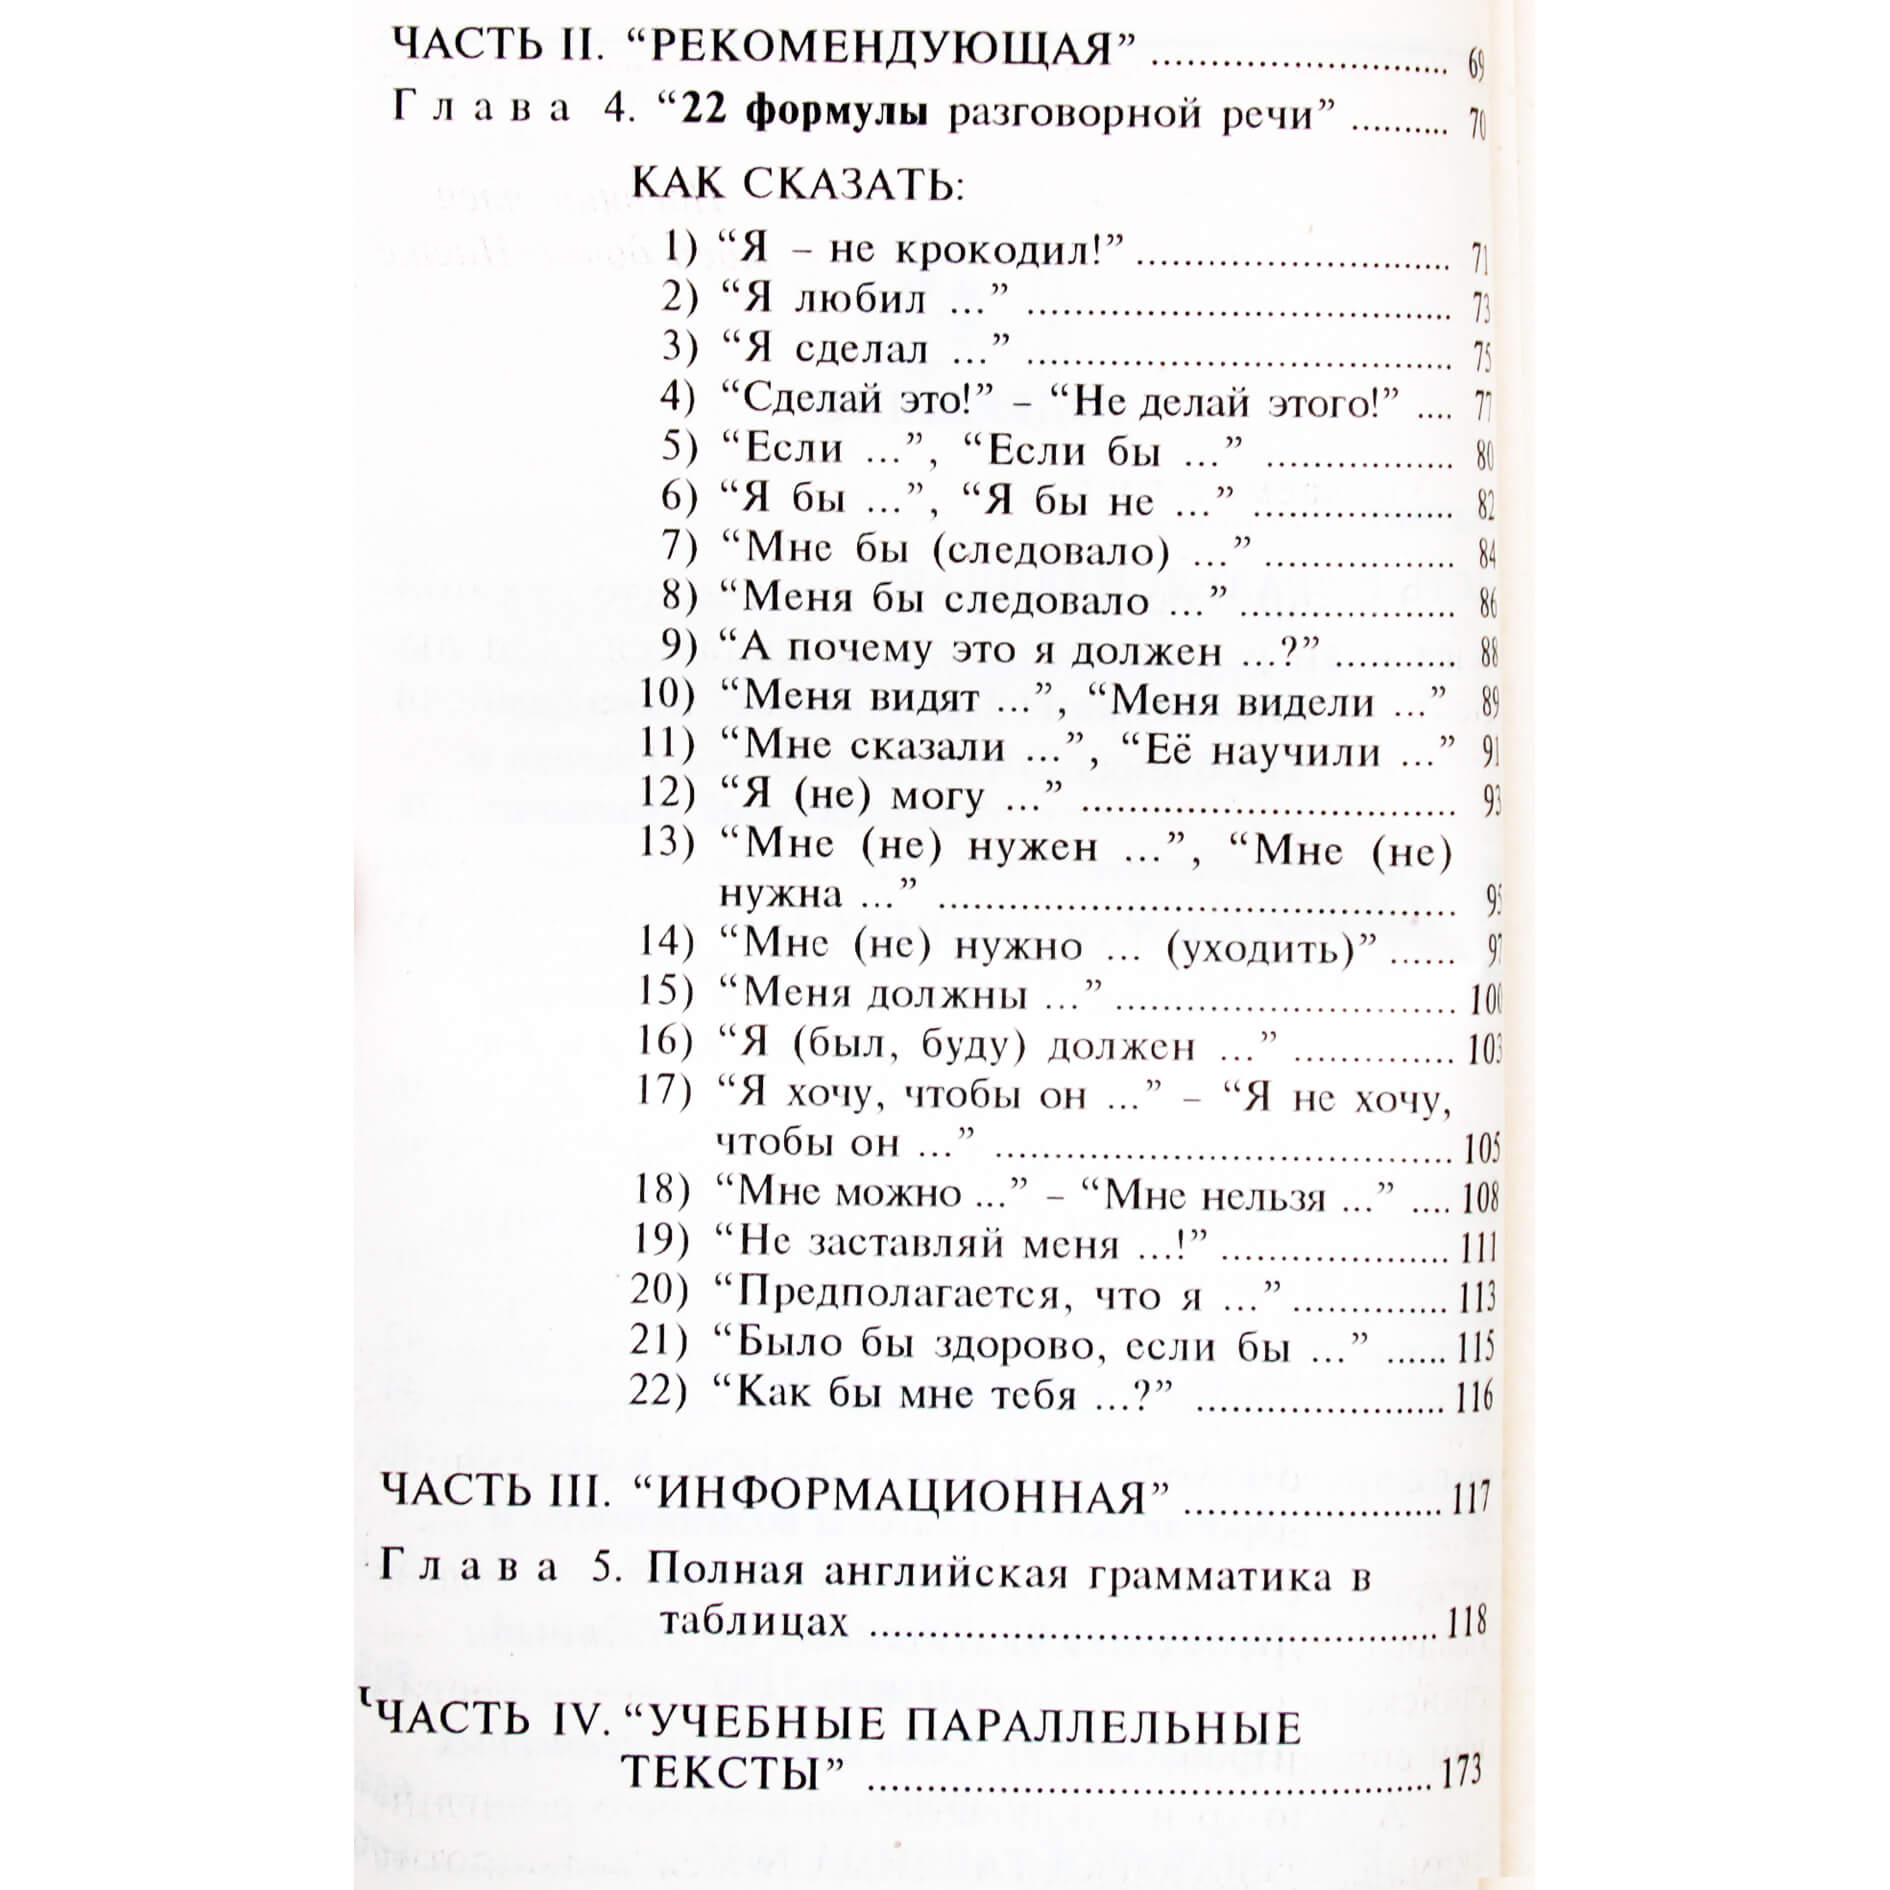 ЧАСТЬ II. “РЕКОМЕНДУЮЩАЯ” ........................... 69
Глава 4. “22 формулы разговорной речи” .......... 70
КАК СКАЗАТЬ:
1) “Я – не крокодил!” ............................. 71
2) “Я любил ...” ....................................... 73
3) “Я сделал ...” ....................................... 75
4) “Сделай это!” – “Не делай этого!” .... 77
5) “Если ...”, “Если бы ...” ................. 80
6) “Я бы ...”, “Я бы не ...” .................. 82
7) “Мне бы (следовало) ...” ................. 84
8) “Меня бы следовало ...” .................... 86
9) “А почему это я должен ...?” ........... 88
10) “Меня видят ...”, “Меня видели ...” 89
11) “Мне сказали ...”, “Её научили ...” 91
12) “Я (не) могу ...” .................................. 93
13) “Мне (не) нужен ...”, “Мне (не)
нужна ...” ............................................... 95
14) “Мне (не) нужно ... (уходить)” ...... 97
15) “Меня должны ...” ............................... 100
16) “Я (был, буду) должен ...” ............... 103
17) “Я хочу, чтобы он ...” – “Я не хочу,
чтобы он ...” .......................................... 105
18) “Мне можно ...” – “Мне нельзя ...” .... 108
19) “Не заставляй меня ...!” ..................... 111
20) “Предполагается, что я ...” .............. 113
21) “Было бы здорово, если бы ...” ...... 115
22) “Как бы мне тебя ...?” ...................... 116
ЧАСТЬ III. “ИНФОРМАЦИОННАЯ” ....................... 117
Глава 5. Полная английская грамматика в
таблицах .................................................... 118
ЧАСТЬ IV. “УЧЕБНЫЕ ПАРАЛЛЕЛЬНЫЕ
ТЕКСТЫ” .................................................... 173